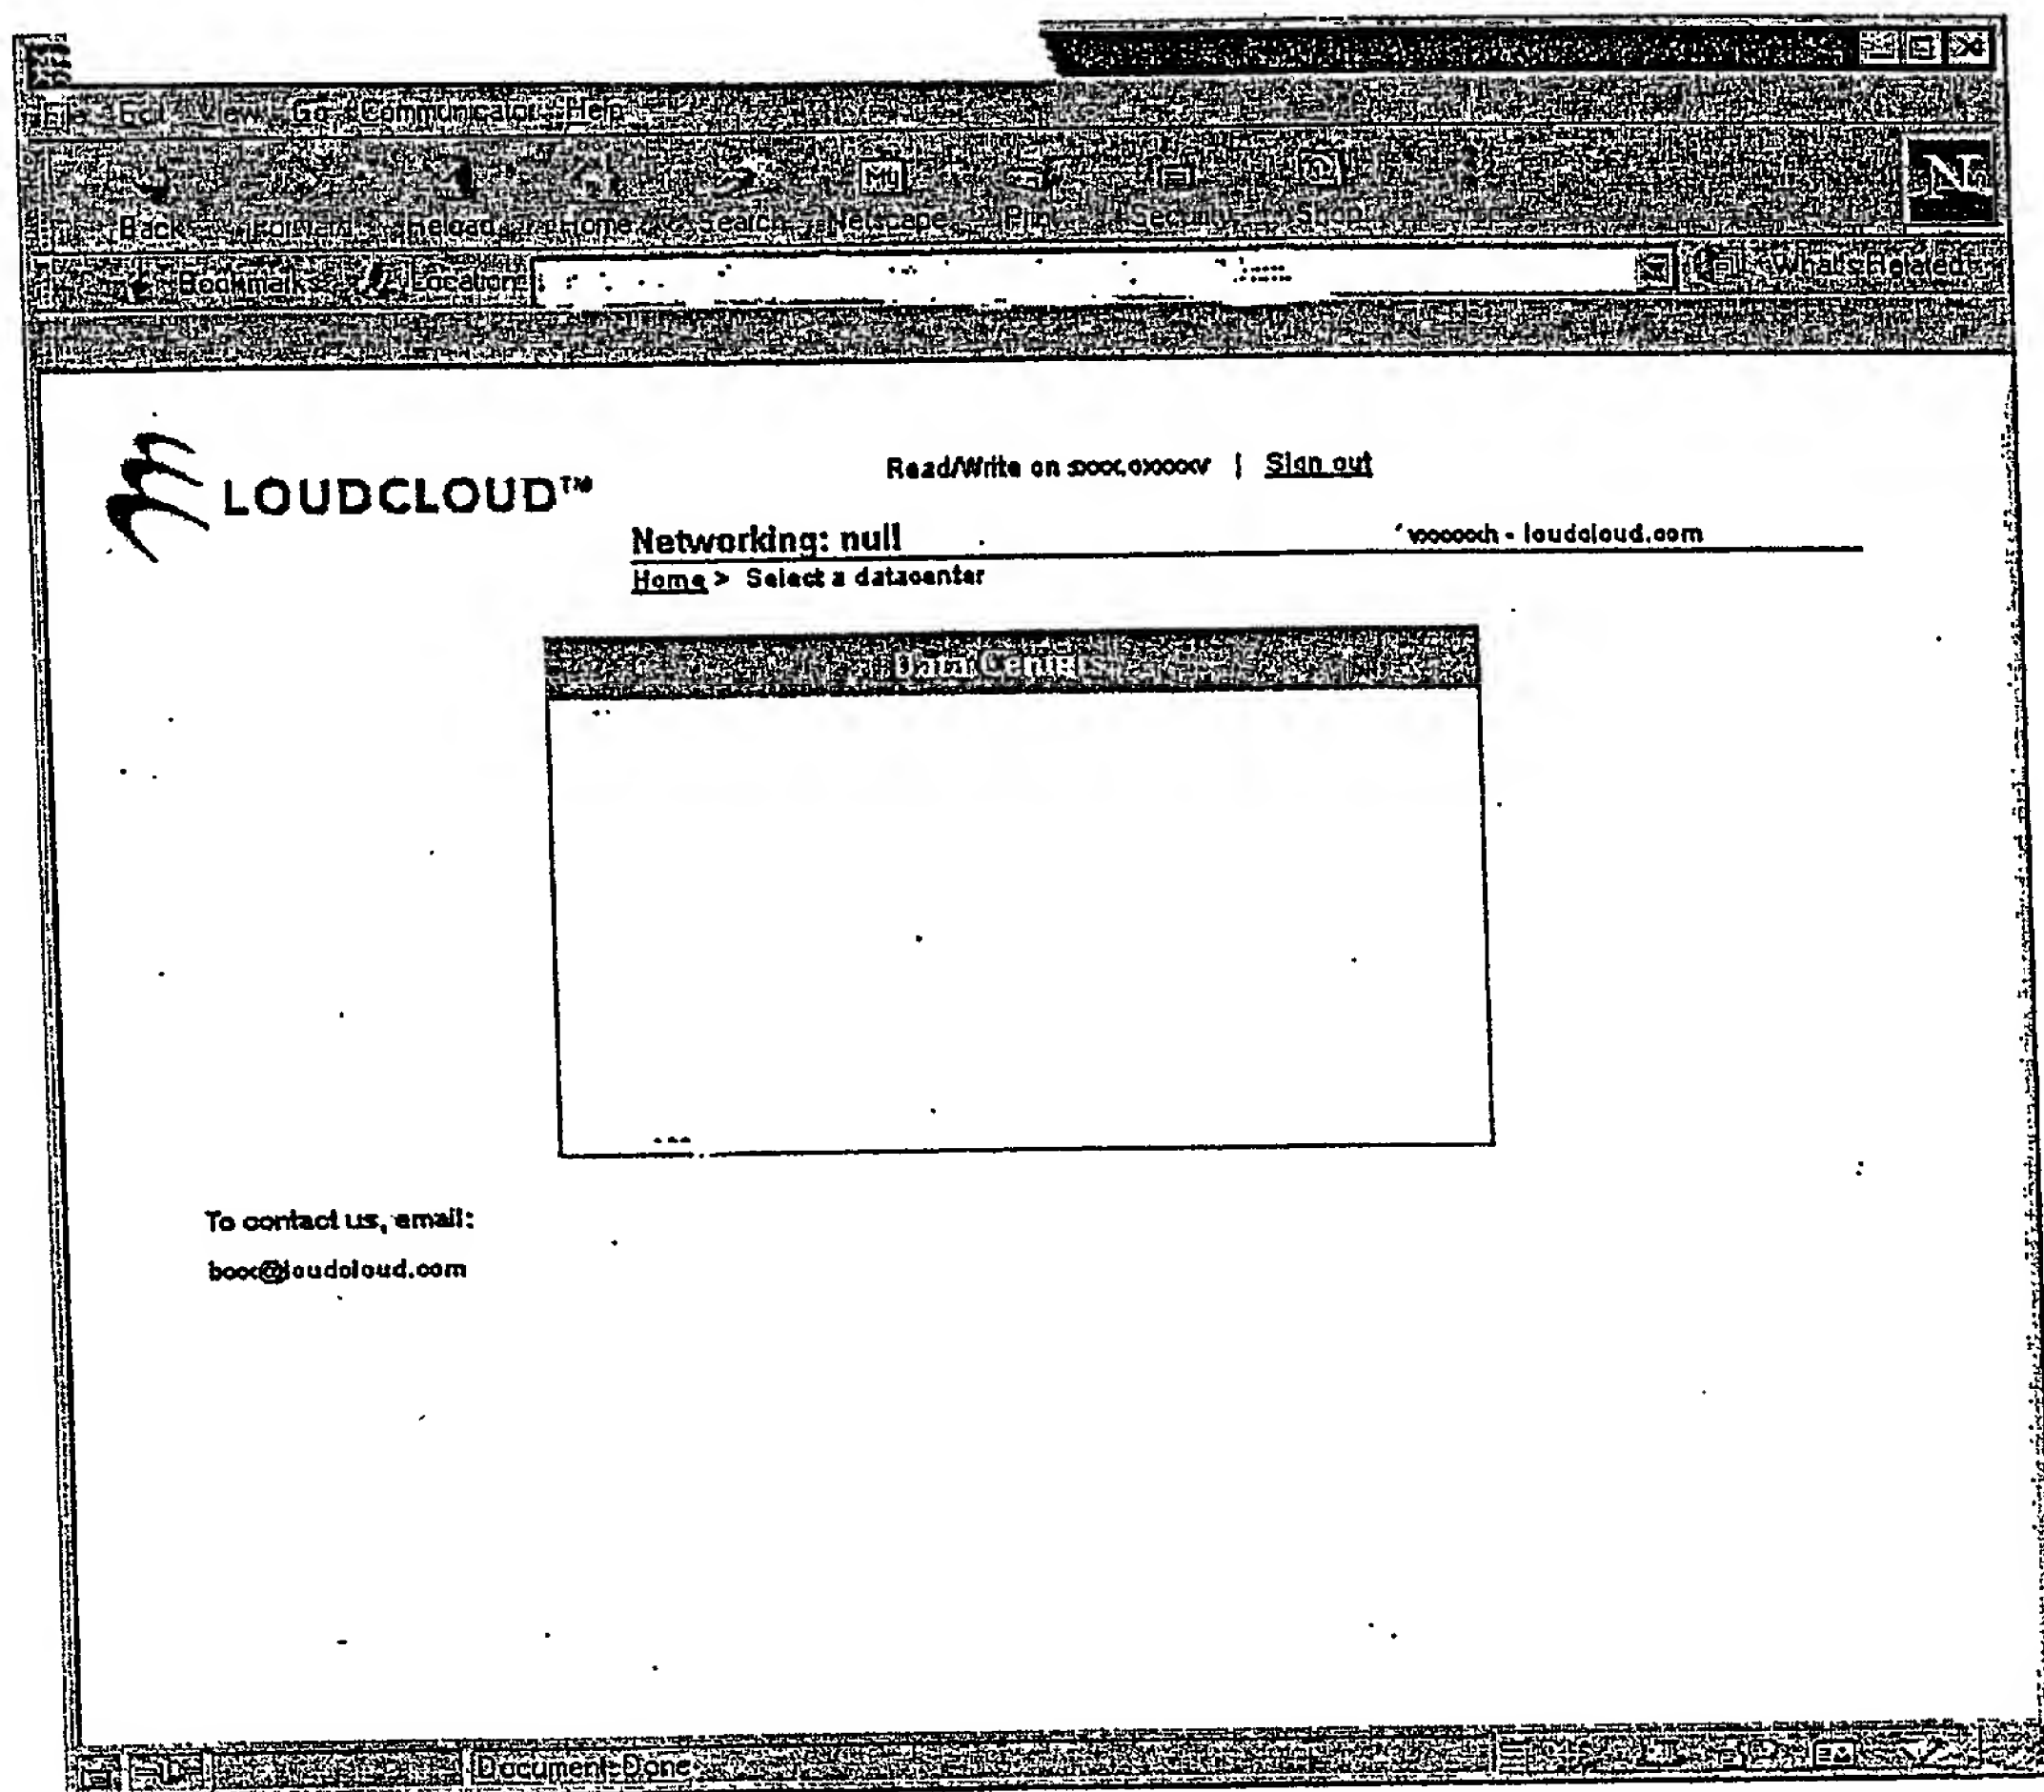 File Edit View Go Communicator Help
Back Forward Reload Home Search Netscape Print Security Shop
Bookmarks Location: What's Related
N
LOUDCLOUD™
Read/Write on | Sign out
Networking: null - loudcloud.com
Home > Select a datacenter
Data Centers
To contact us, email:
boxx@loudcloud.com
Document: Done